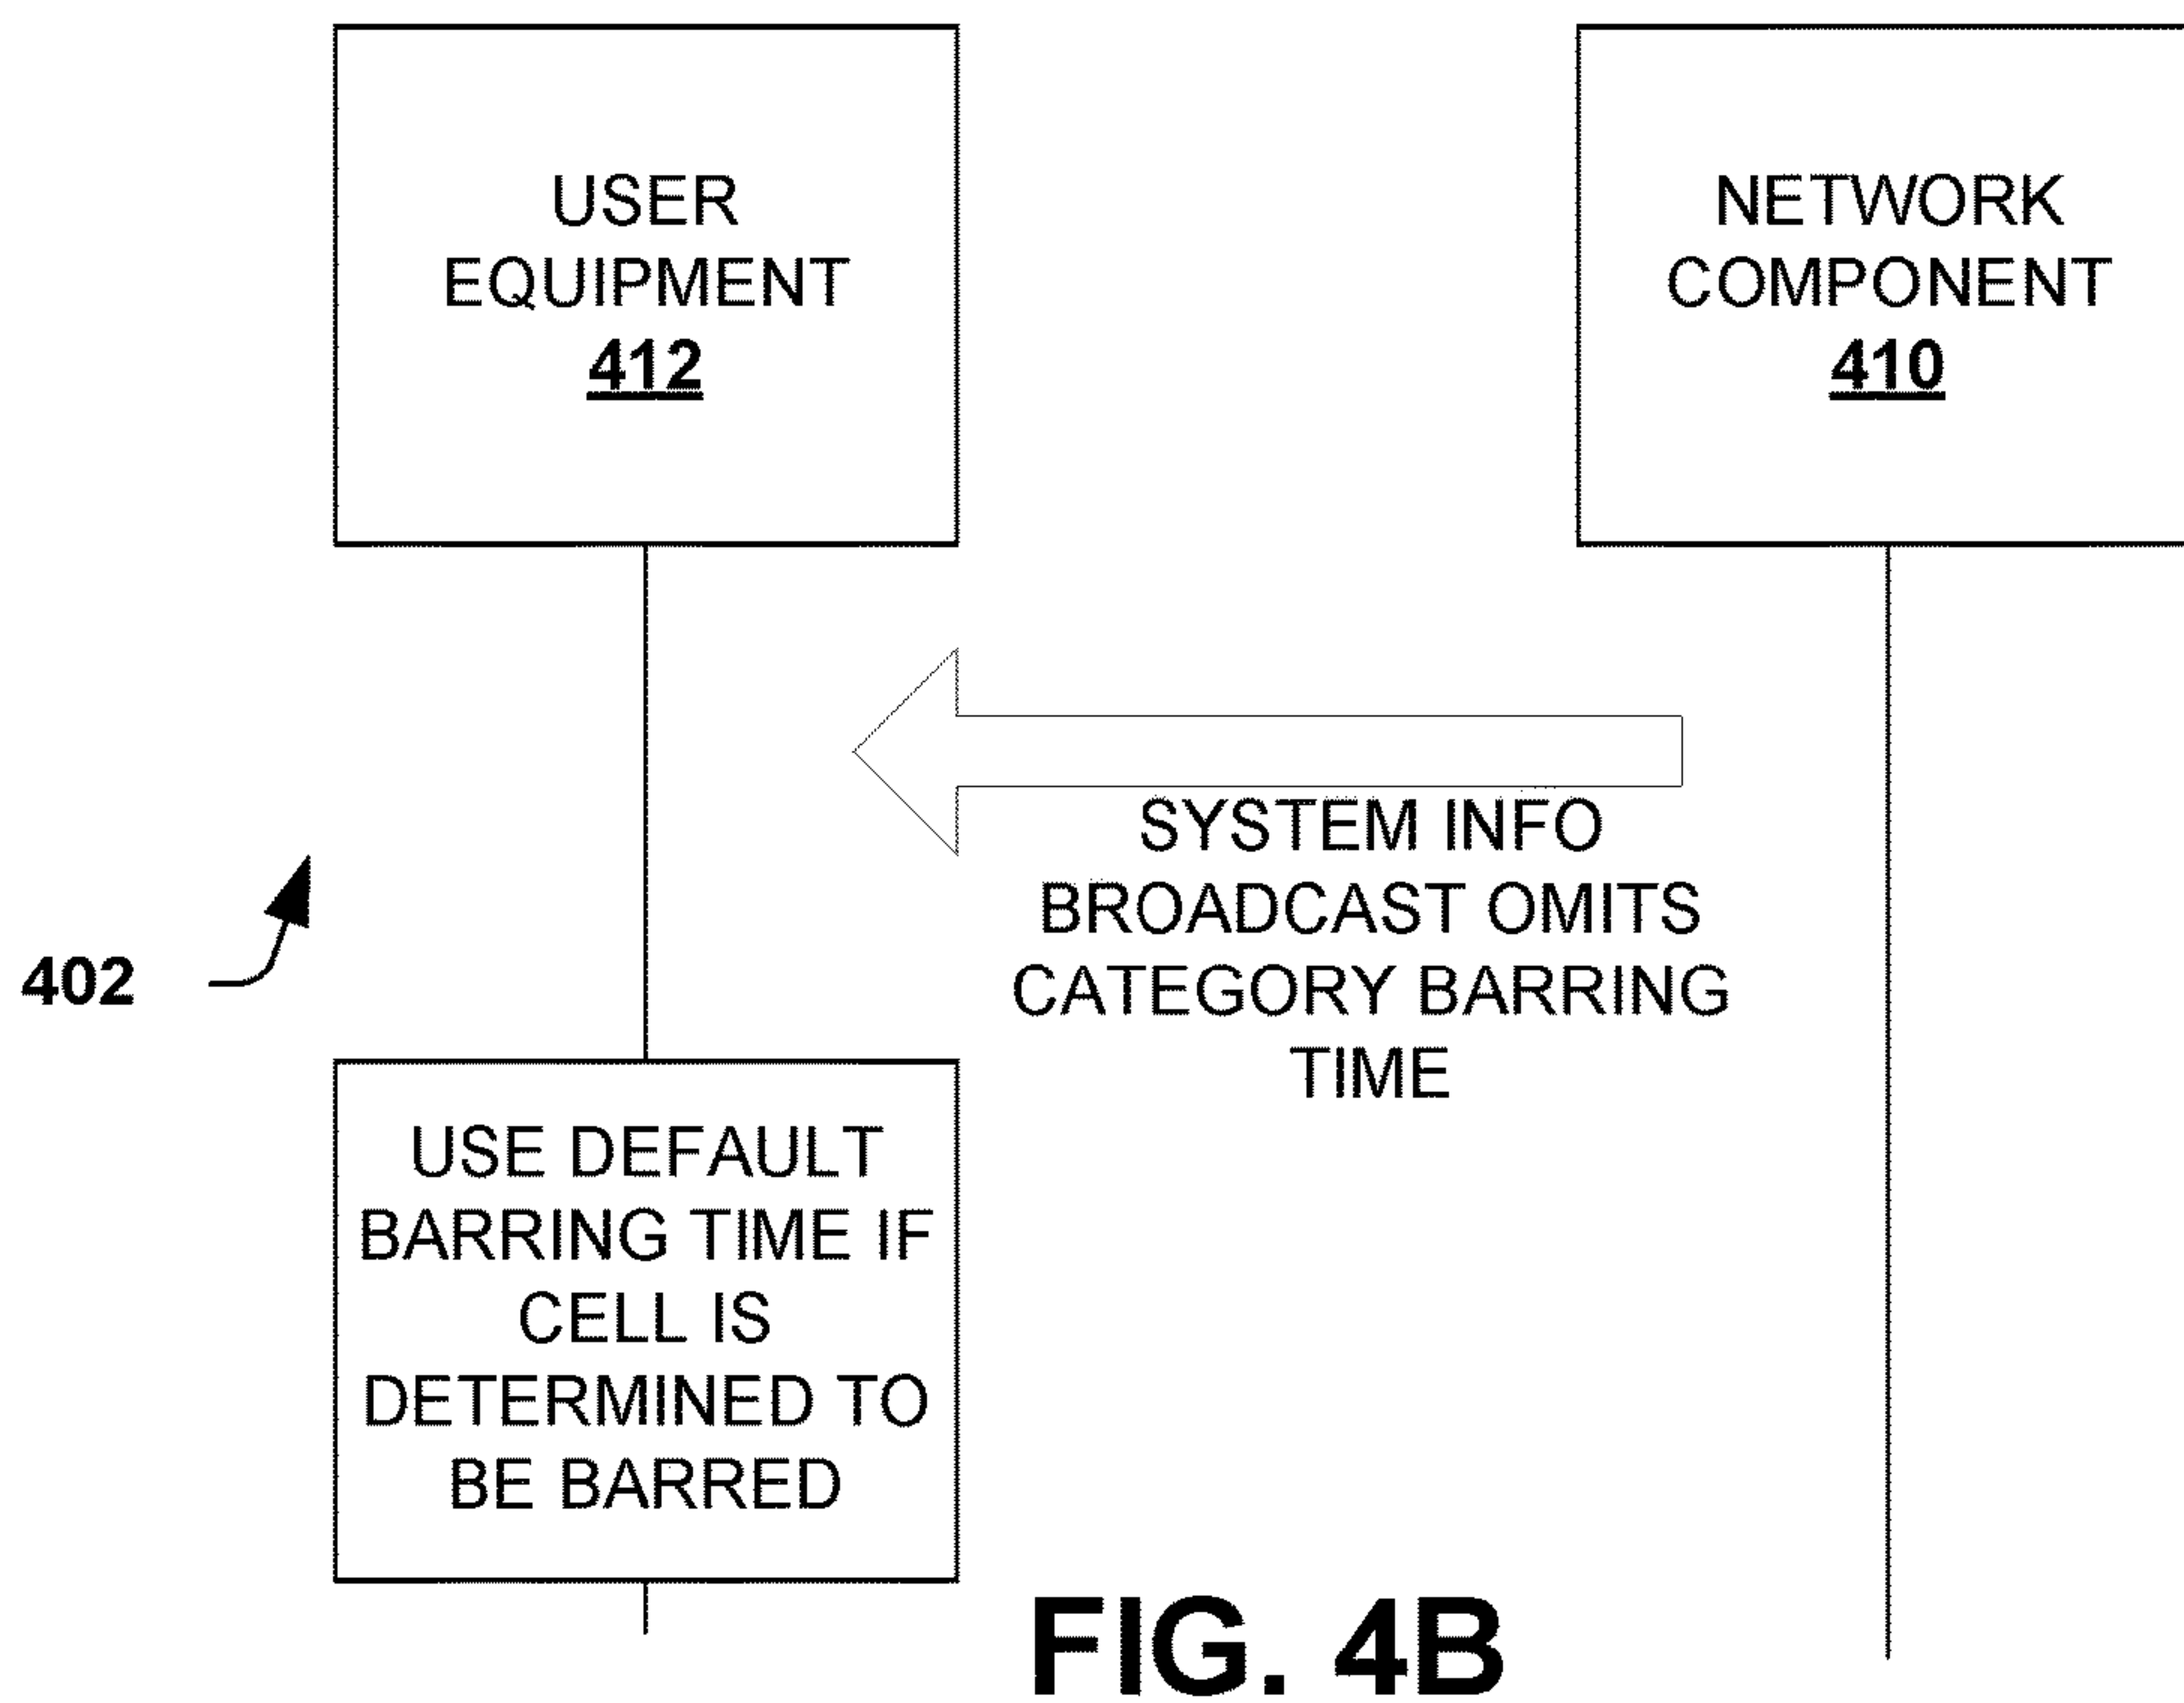 USER
EQUIPMENT
412
NETWORK
COMPONENT
410
SYSTEM INFO
BROADCAST OMITS
CATEGORY BARRING
TIME
402
USE DEFAULT
BARRING TIME IF
CELL IS
DETERMINED TO
BE BARRED
FIG. 4B